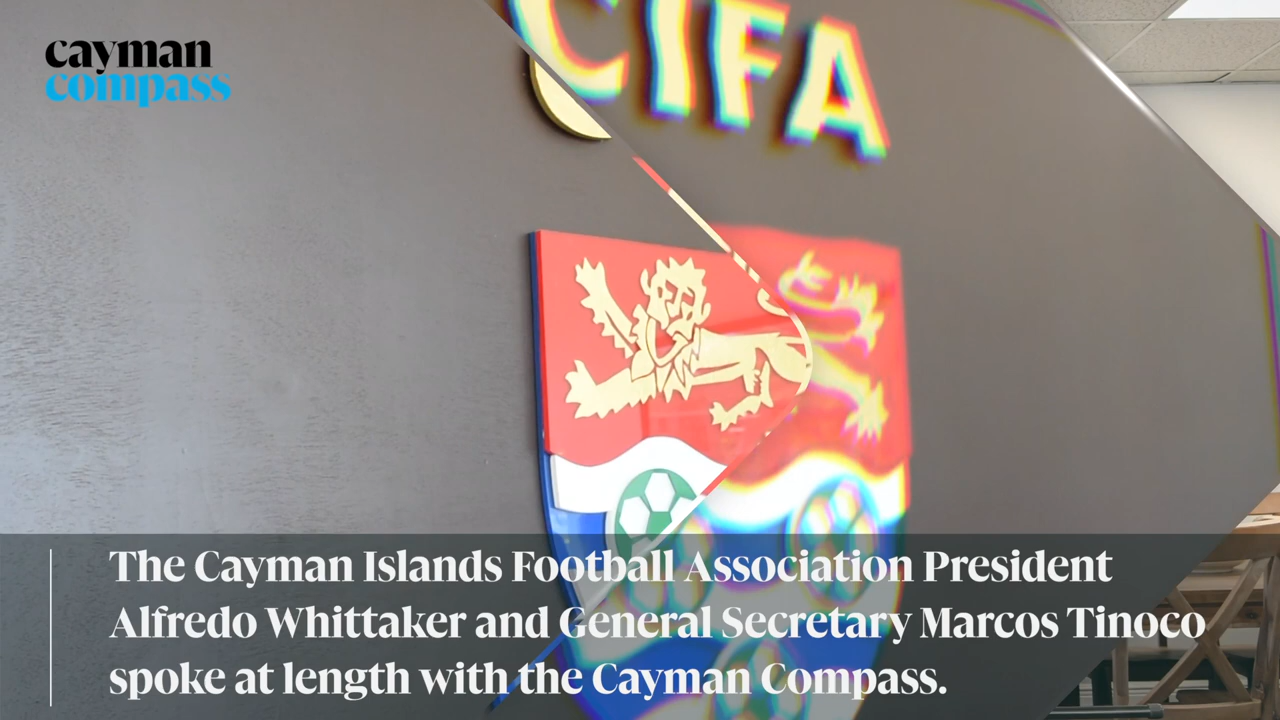 cayman
compass
CIFA
The Cayman Islands Football Association President
Alfredo Whittaker and General Secretary Marcos Tinoco
spoke at length with the Cayman Compass.